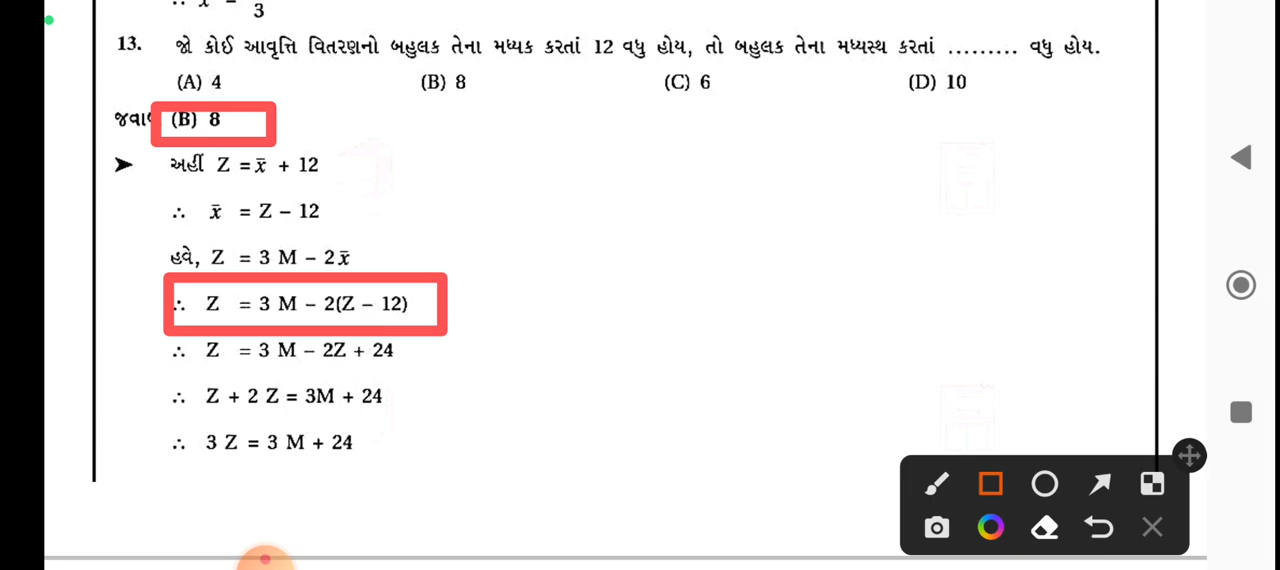 3
13. જો કોઈ આવૃત્તિ વિતરણનો બહુલક તેના મધ્યક કરતાં 12 વધુ હોય, તો બહુલક તેના મધ્યસ્થ કરતાં ......... વધુ હોય.
(A) 4 (B) 8 (C) 6 (D) 10
(B) 8
➤ અહીં Z = x̄ + 12
∴ x̄ = Z – 12
હવે, Z = 3 M – 2 x̄
∴ Z = 3 M – 2(Z – 12)
∴ Z = 3 M – 2Z + 24
∴ Z + 2 Z = 3M + 24
∴ 3 Z = 3 M + 24